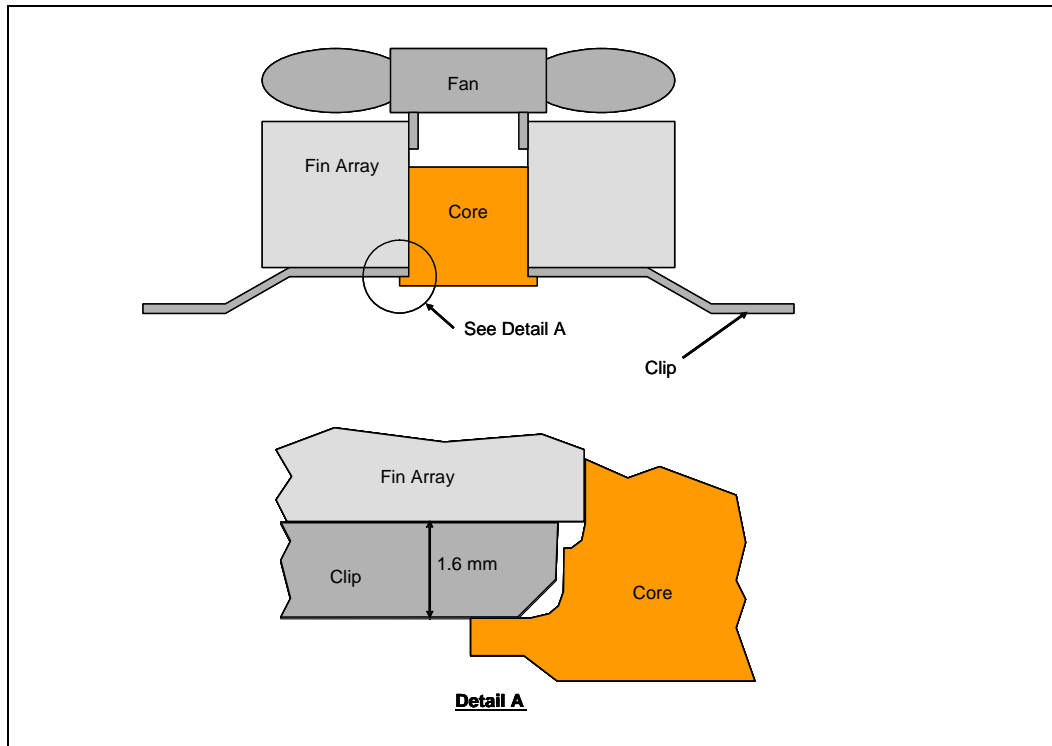 Fan
Fin Array
Core
See Detail A
Clip
Fin Array
1.6 mm
Clip
Core
Detail A